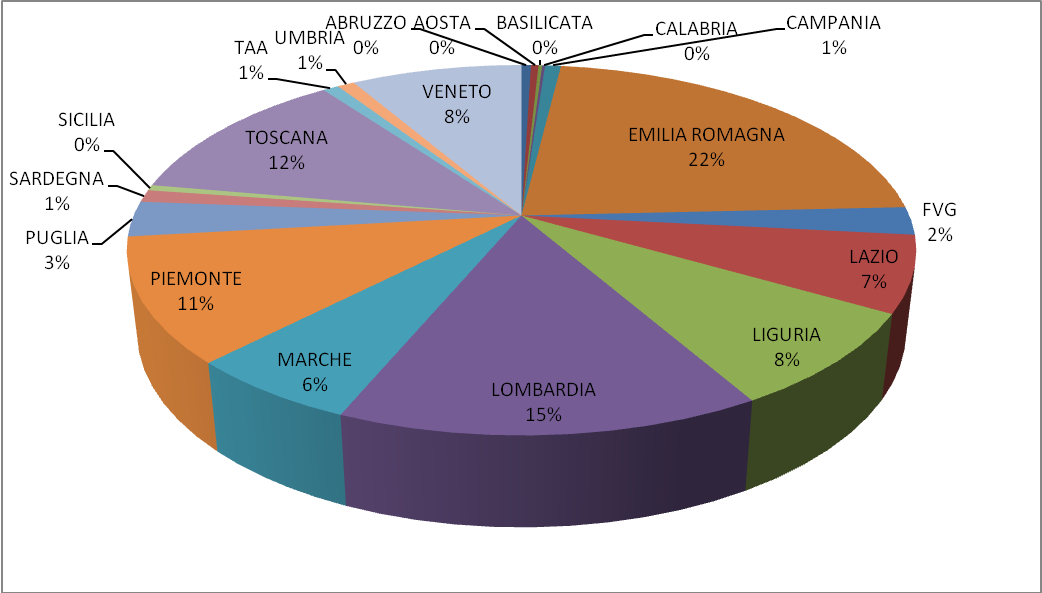 ABRUZZO
0%
AOSTA
0%
BASILICATA
0%
CALABRIA
0%
CAMPANIA
1%
EMILIA ROMAGNA
22%
FVG
2%
LAZIO
7%
LIGURIA
8%
LOMBARDIA
15%
MARCHE
6%
PIEMONTE
11%
PUGLIA
3%
SARDEGNA
1%
SICILIA
0%
TOSCANA
12%
TAA
1%
UMBRIA
1%
VENETO
8%